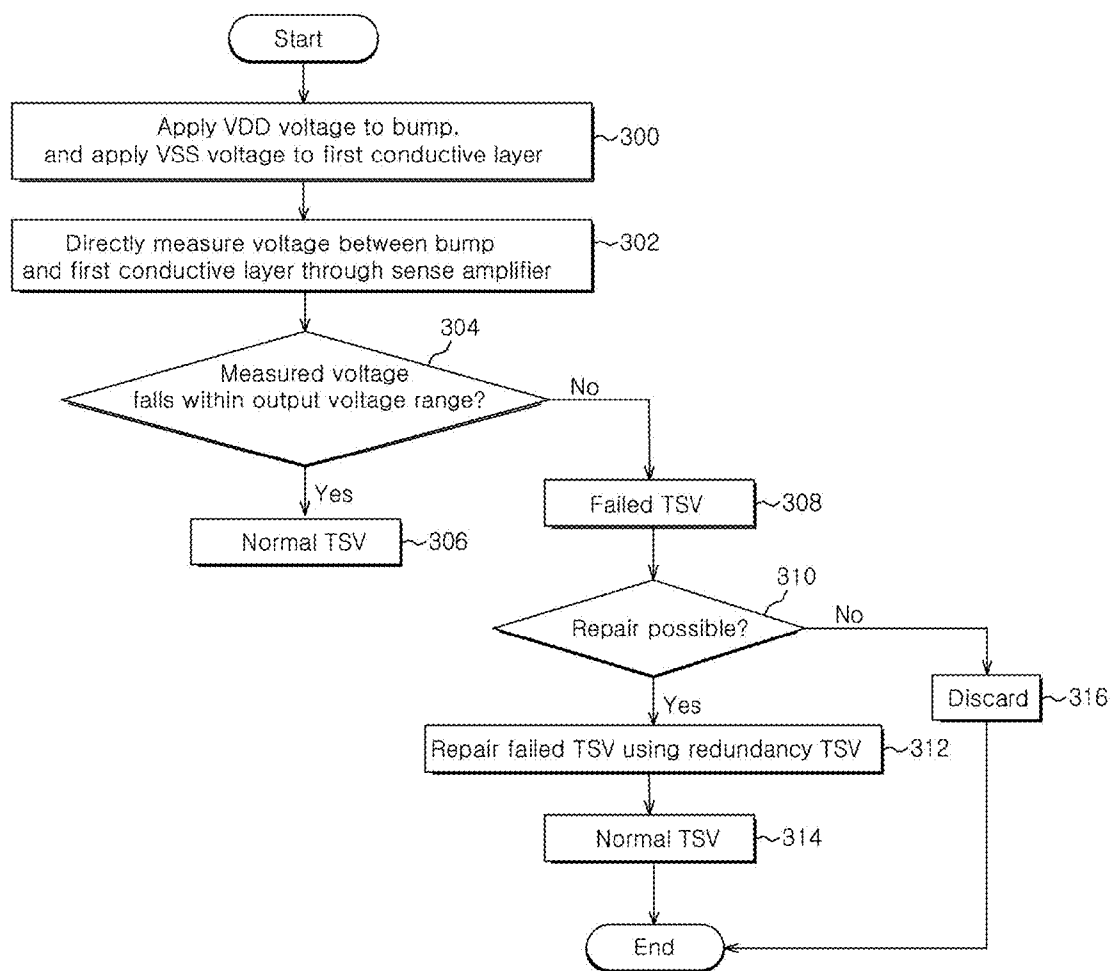 Start
Apply VDD voltage to bump,
and apply VSS voltage to first conductive layer
300
Directly measure voltage between bump
and first conductive layer through sense amplifier
302
304
Measured voltage
falls within output voltage range?
No
Yes
Failed TSV
308
Normal TSV
306
310
Repair possible?
No
Yes
Discard
316
Repair failed TSV using redundancy TSV
312
Normal TSV
314
End